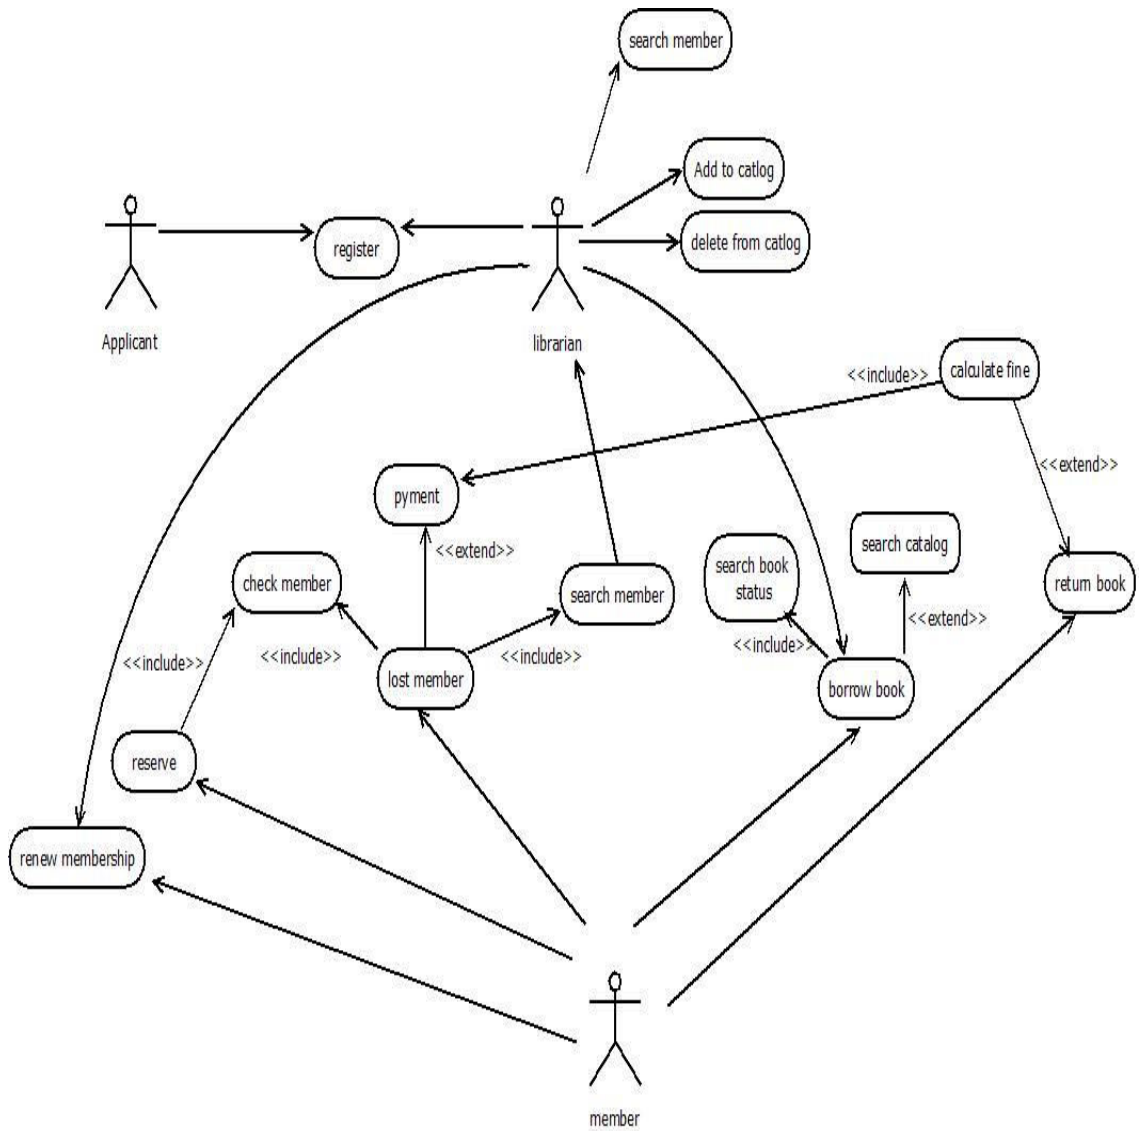 search member
Add to catlog
delete from catlog
register
Applicant
librarian
calculate fine
<<include>>
<<extend>>
pyment
<<extend>>
search catalog
search book
status
check member
search member
return book
<<extend>>
<<include>>
<<include>>
<<include>>
<<include>>
lost member
borrow book
reserve
renew membership
member